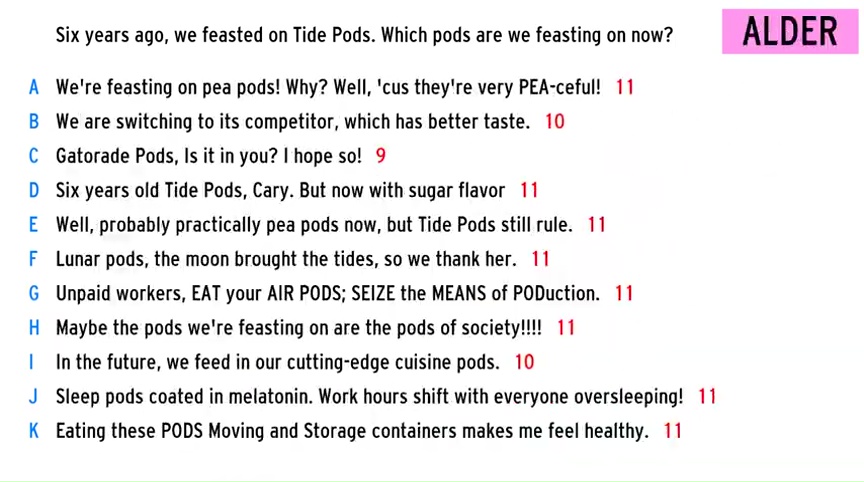 Six years ago, we feasted on Tide Pods. Which pods are we feasting on now?
ALDER
A We're feasting on pea pods! Why? Well, 'cus they're very PEA-ceful! 11
B We are switching to its competitor, which has better taste. 10
C Gatorade Pods, Is it in you? I hope so! 9
D Six years old Tide Pods, Cary. But now with sugar flavor 11
E Well, probably practically pea pods now, but Tide Pods still rule. 11
F Lunar pods, the moon brought the tides, so we thank her. 11
G Unpaid workers, EAT your AIR PODS; SEIZE the MEANS of PODuction. 11
H Maybe the pods we're feasting on are the pods of society!!!! 11
I In the future, we feed in our cutting-edge cuisine pods. 10
J Sleep pods coated in melatonin. Work hours shift with everyone oversleeping! 11
K Eating these PODS Moving and Storage containers makes me feel healthy. 11